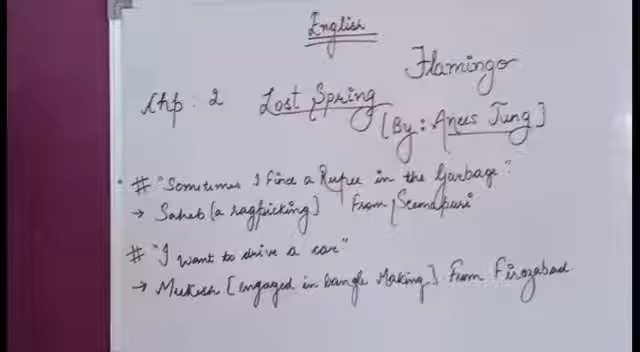 English
Flamingo
Chp: 2 Lost Spring
[By: Anees Jung]
# "Sometimes I find a Rupee in the Garbage".
→ Saheb [a ragpicking] From Seemapuri
# "I want to drive a car"
→ Mukesh [engaged in bangle Making] From Firozabad